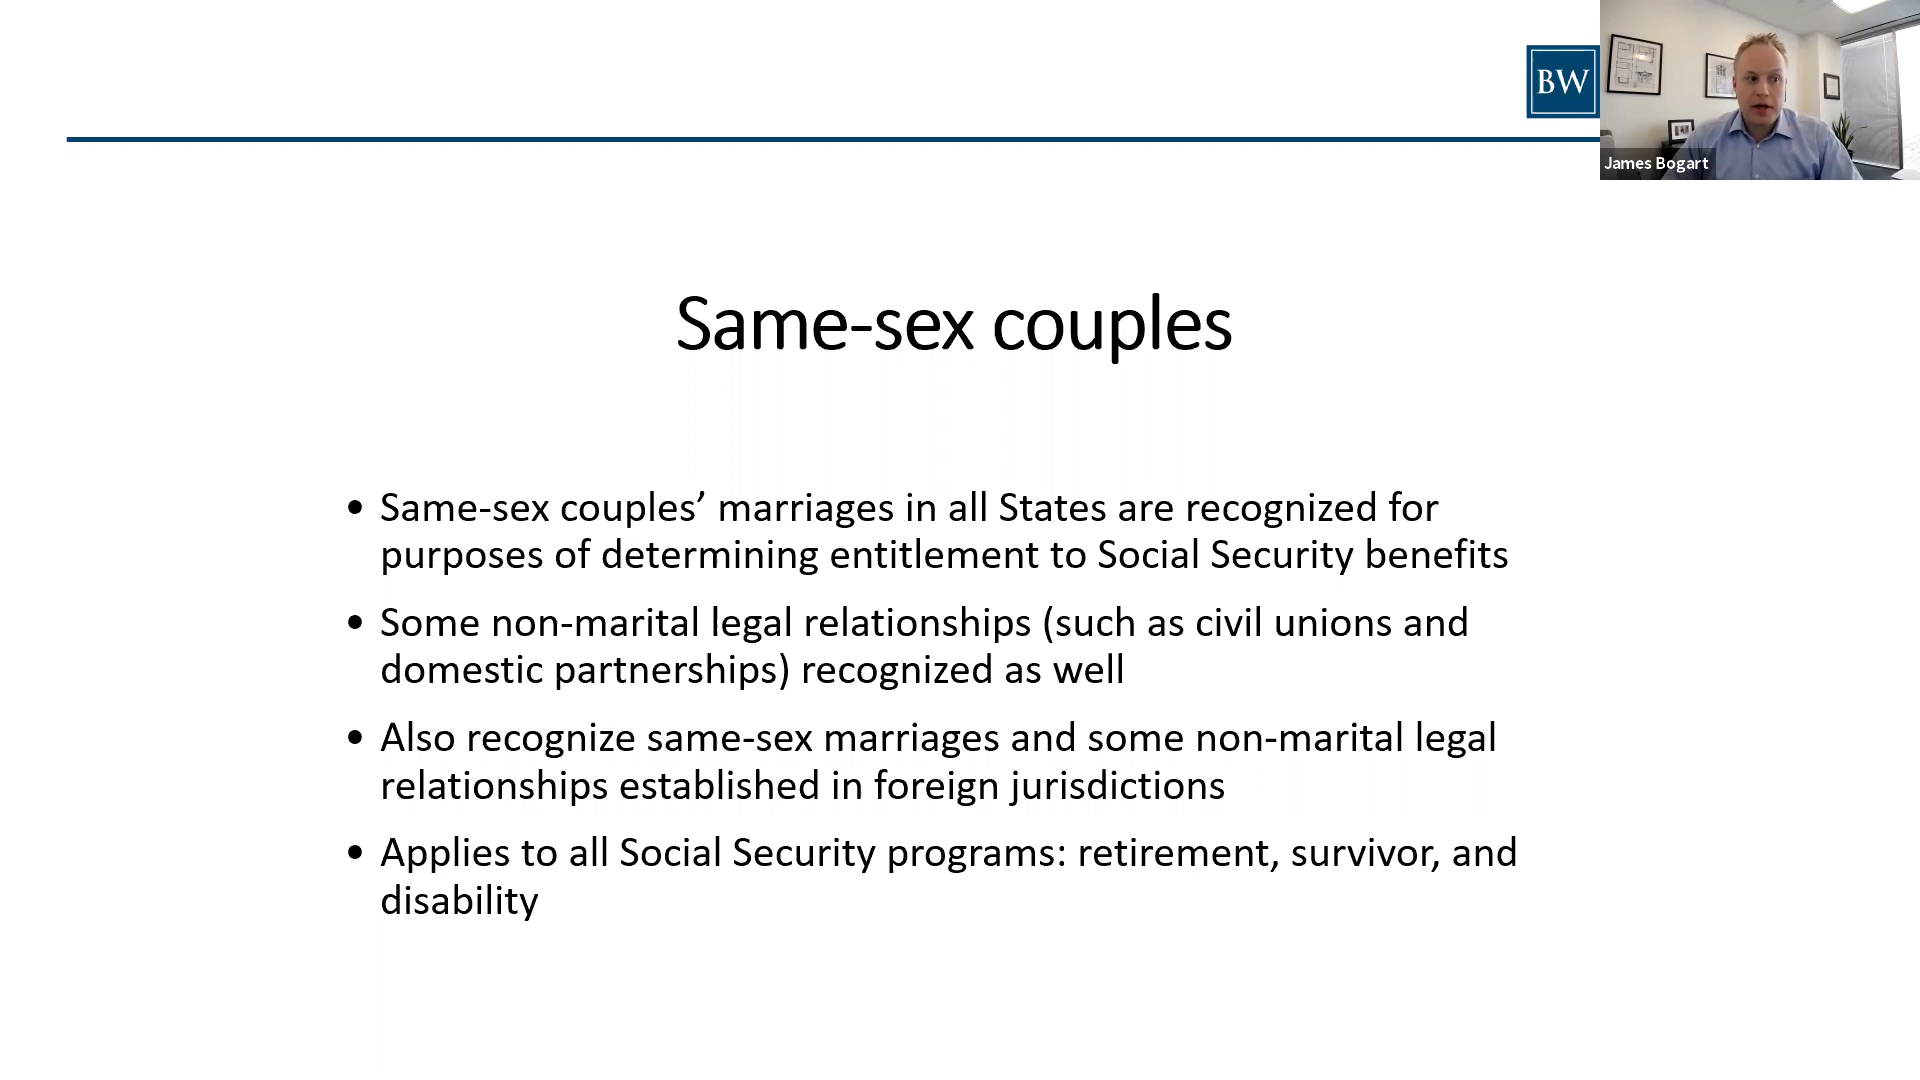 BW
James Bogart
Same-sex couples
• Same-sex couples’ marriages in all States are recognized for
purposes of determining entitlement to Social Security benefits
• Some non-marital legal relationships (such as civil unions and
domestic partnerships) recognized as well
• Also recognize same-sex marriages and some non-marital legal
relationships established in foreign jurisdictions
• Applies to all Social Security programs: retirement, survivor, and
disability